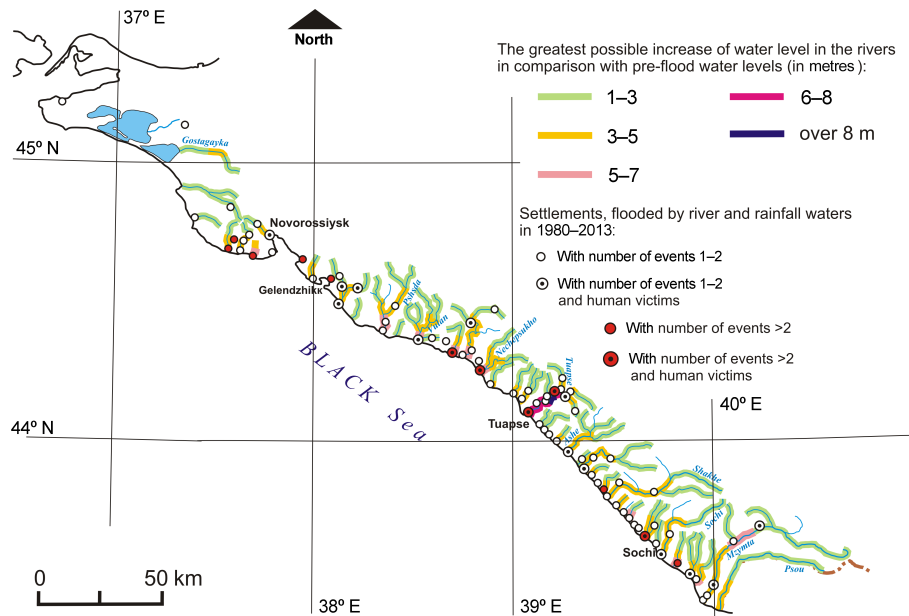 37º E
North
The greatest possible increase of water level in the rivers
in comparison with pre-flood water levels (in metres):
1–3
6–8
3–5
over 8 m
5–7
Gostagayka
45º N
Settlements, flooded by river and rainfall waters
in 1980–2013:
With number of events 1–2
With number of events 1–2
and human victims
With number of events >2
With number of events >2
and human victims
Novorossiysk
Gelendzhikк
Pshada
Vulan
Nechepsukho
Tuapse
BLACK Sea
40º E
Tuapse
44º N
Ashe
Shakhe
Sochi
Sochi
Mzymta
Psou
0
50 km
38º E
39º E